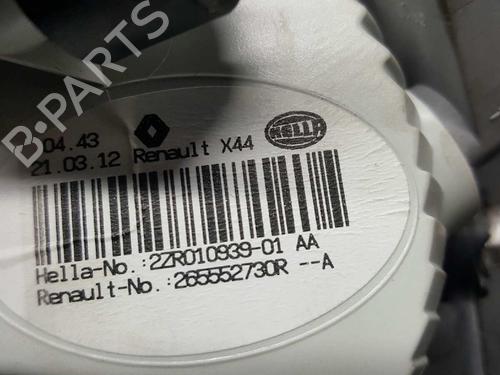 04.43
21.03.12 Renault X44
HELLA
Hella-No.:2ZR010939-01 AA
Renault-No.:265552730R --A
B-PARTS